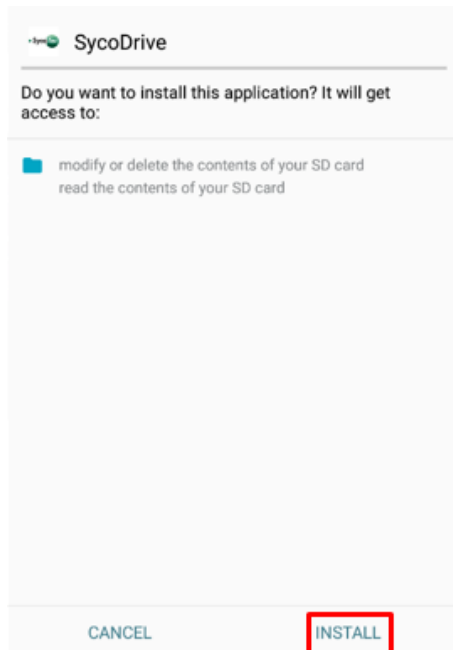 SycoDrive
Do you want to install this application? It will get
access to:
modify or delete the contents of your SD card
read the contents of your SD card
CANCEL INSTALL